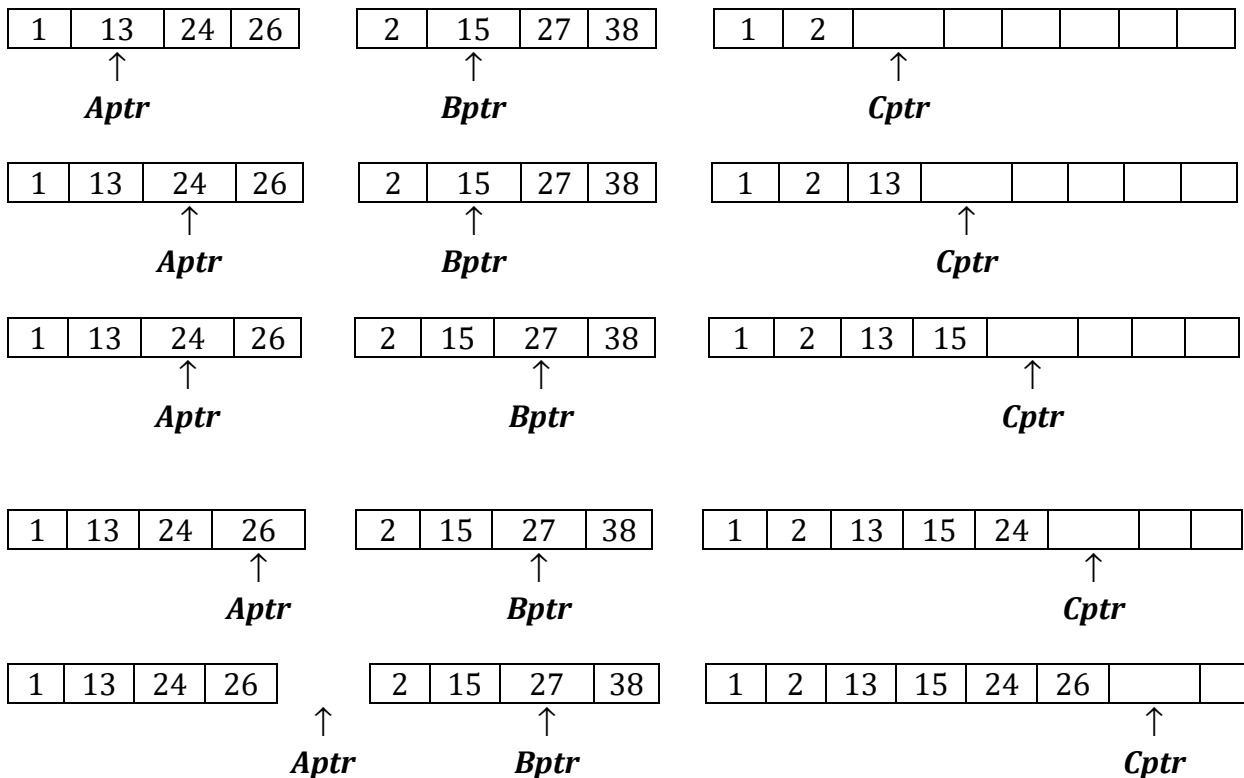 1 13 24 26 2 15 27 38 1 2
↑ ↑ ↑
Aptr Bptr Cptr
1 13 24 26 2 15 27 38 1 2 13
↑ ↑ ↑
Aptr Bptr Cptr
1 13 24 26 2 15 27 38 1 2 13 15
↑ ↑ ↑
Aptr Bptr Cptr
1 13 24 26 2 15 27 38 1 2 13 15 24
↑ ↑ ↑
Aptr Bptr Cptr
1 13 24 26 2 15 27 38 1 2 13 15 24 26
↑ ↑ ↑
Aptr Bptr Cptr